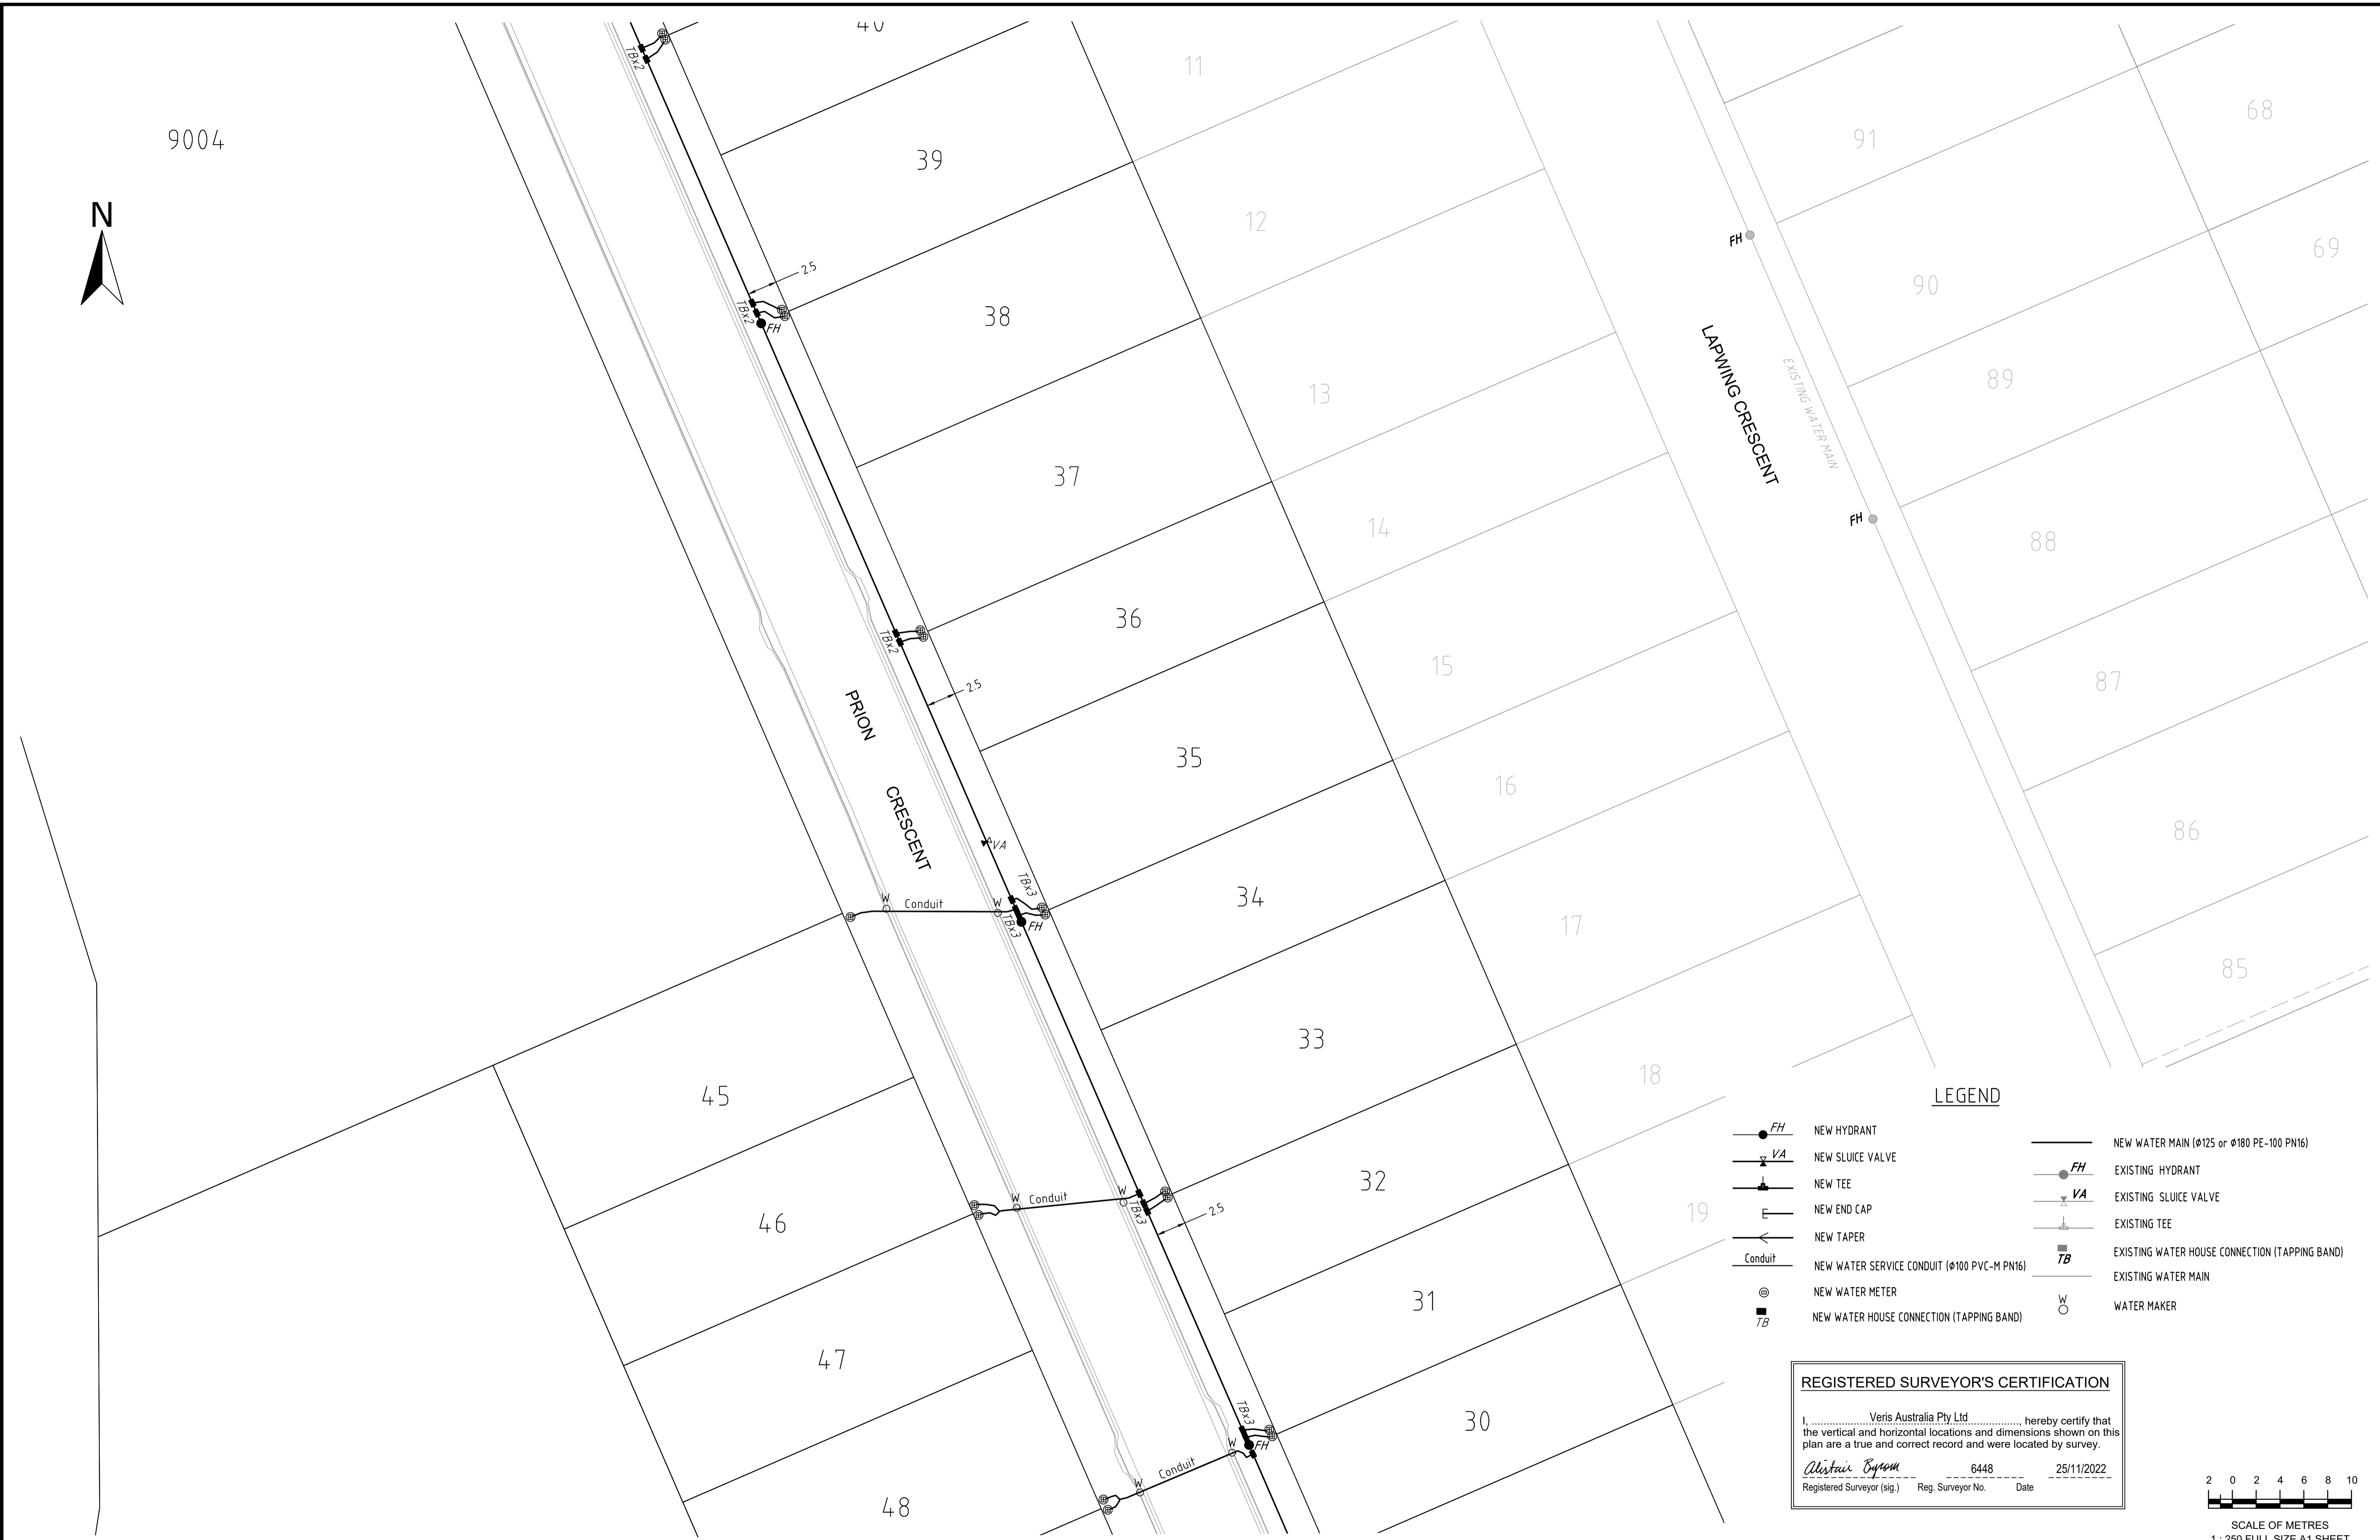 40
11
68
91
9004
39
TBx2
N
12
FH
69
2.5
90
38
TBx2
FH
LAPWING CRESCENT
EXISTING WATER MAIN
89
13
37
FH
14
88
36
TBx2
15
2.5
87
PRION
CRESCENT
35
16
86
VA
TBx3
34
W
Conduit
W
TBx3
FH
17
85
33
18
45
32
46
W
Conduit
W
TBx3
2.5
19
31
47
TBx3
30
FH
W
Conduit
W
48
LEGEND
FH NEW HYDRANT
VA NEW SLUICE VALVE
NEW TEE
NEW END CAP
NEW TAPER
Conduit NEW WATER SERVICE CONDUIT (Ø100 PVC-M PN16)
NEW WATER METER
TB NEW WATER HOUSE CONNECTION (TAPPING BAND)
NEW WATER MAIN (Ø125 or Ø180 PE-100 PN16)
FH EXISTING HYDRANT
VA EXISTING SLUICE VALVE
EXISTING TEE
TB EXISTING WATER HOUSE CONNECTION (TAPPING BAND)
EXISTING WATER MAIN
W WATER MAKER
REGISTERED SURVEYOR'S CERTIFICATION
I, Veris Australia Pty Ltd, hereby certify that
the vertical and horizontal locations and dimensions shown on this
plan are a true and correct record and were located by survey.
Alistair Byrom 6448 25/11/2022
Registered Surveyor (sig.) Reg. Surveyor No. Date
2 0 2 4 6 8 10
SCALE OF METRES
1 : 250 FULL SIZE A1 SHEET